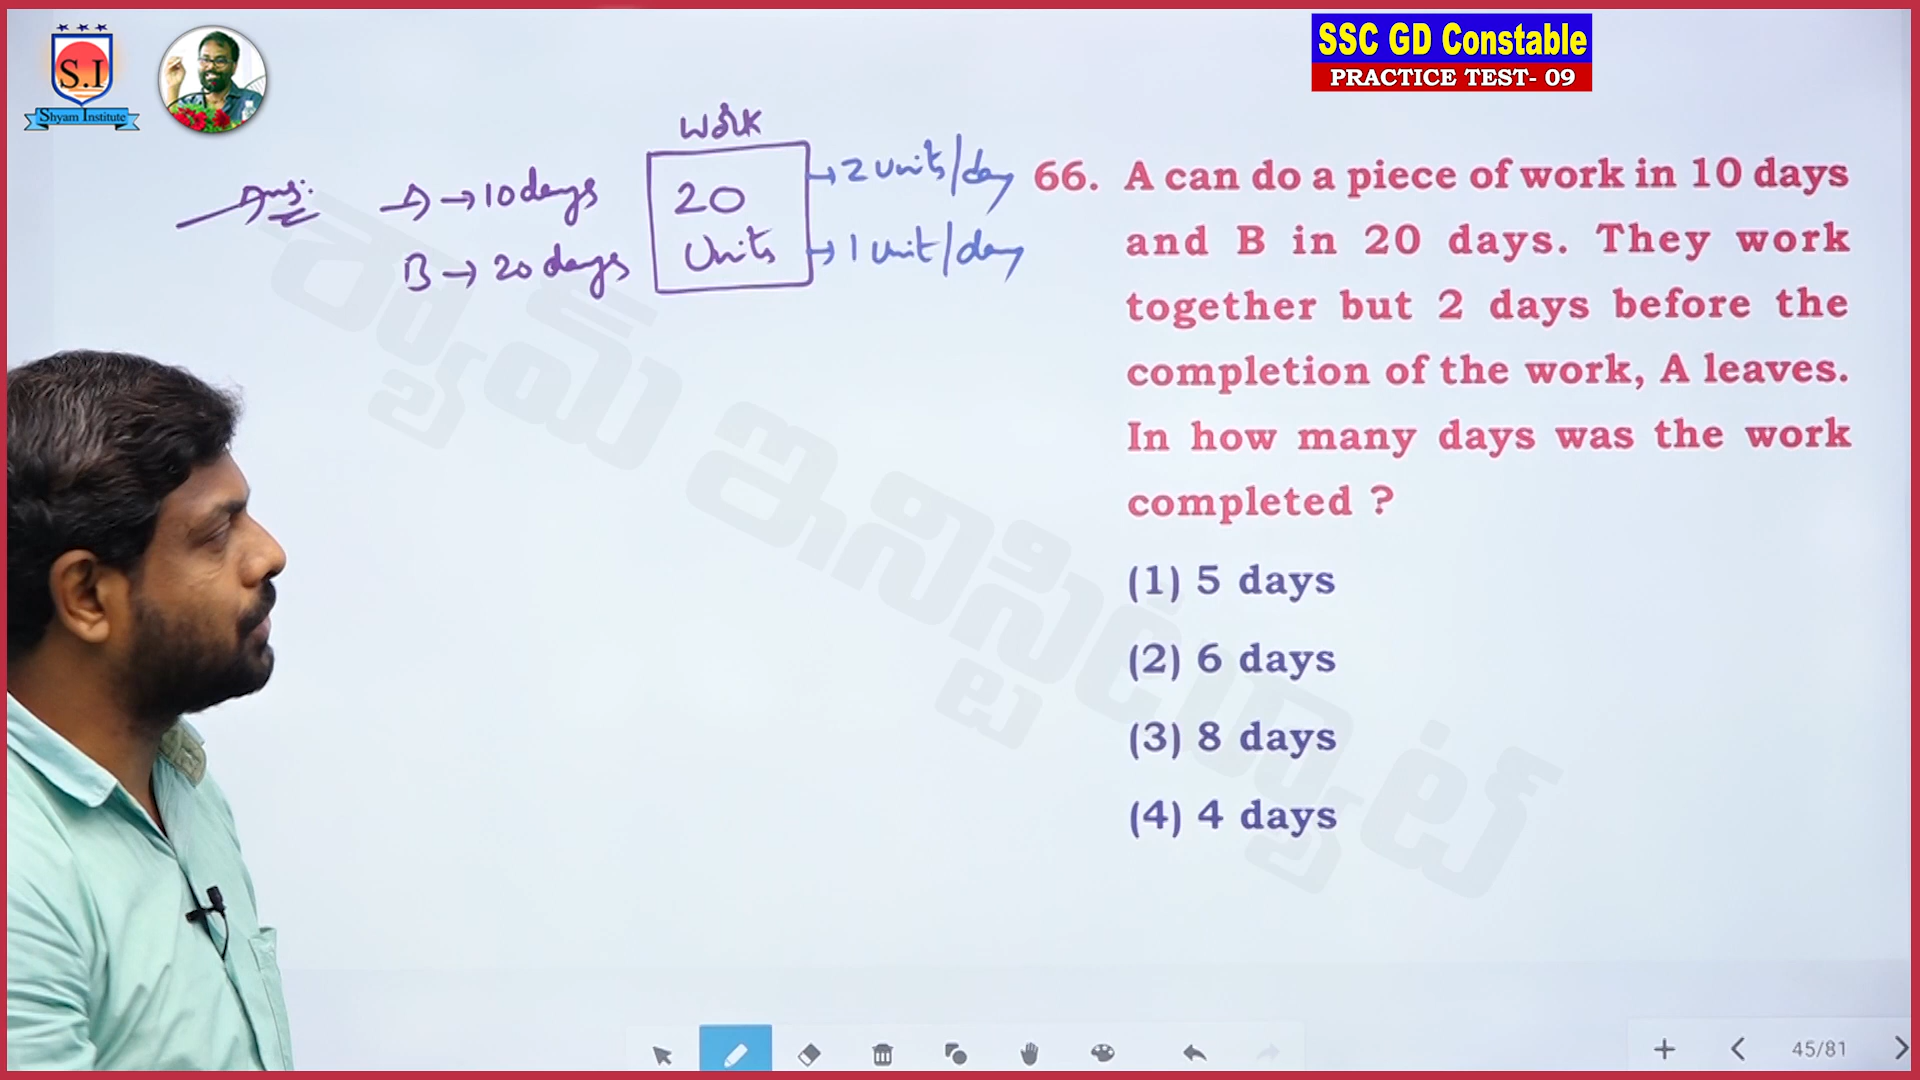 S.I
Shyam Institute
SSC GD Constable
PRACTICE TEST- 09
Work
Ans:
A → 10 days
B → 20 days
20
Units
→ 2 units/day
→ 1 unit/day
66. A can do a piece of work in 10 days
and B in 20 days. They work
together but 2 days before the
completion of the work, A leaves.
In how many days was the work
completed ?
(1) 5 days
(2) 6 days
(3) 8 days
(4) 4 days
శ్యామ్ ఇన్స్టిట్యూట్
45/81